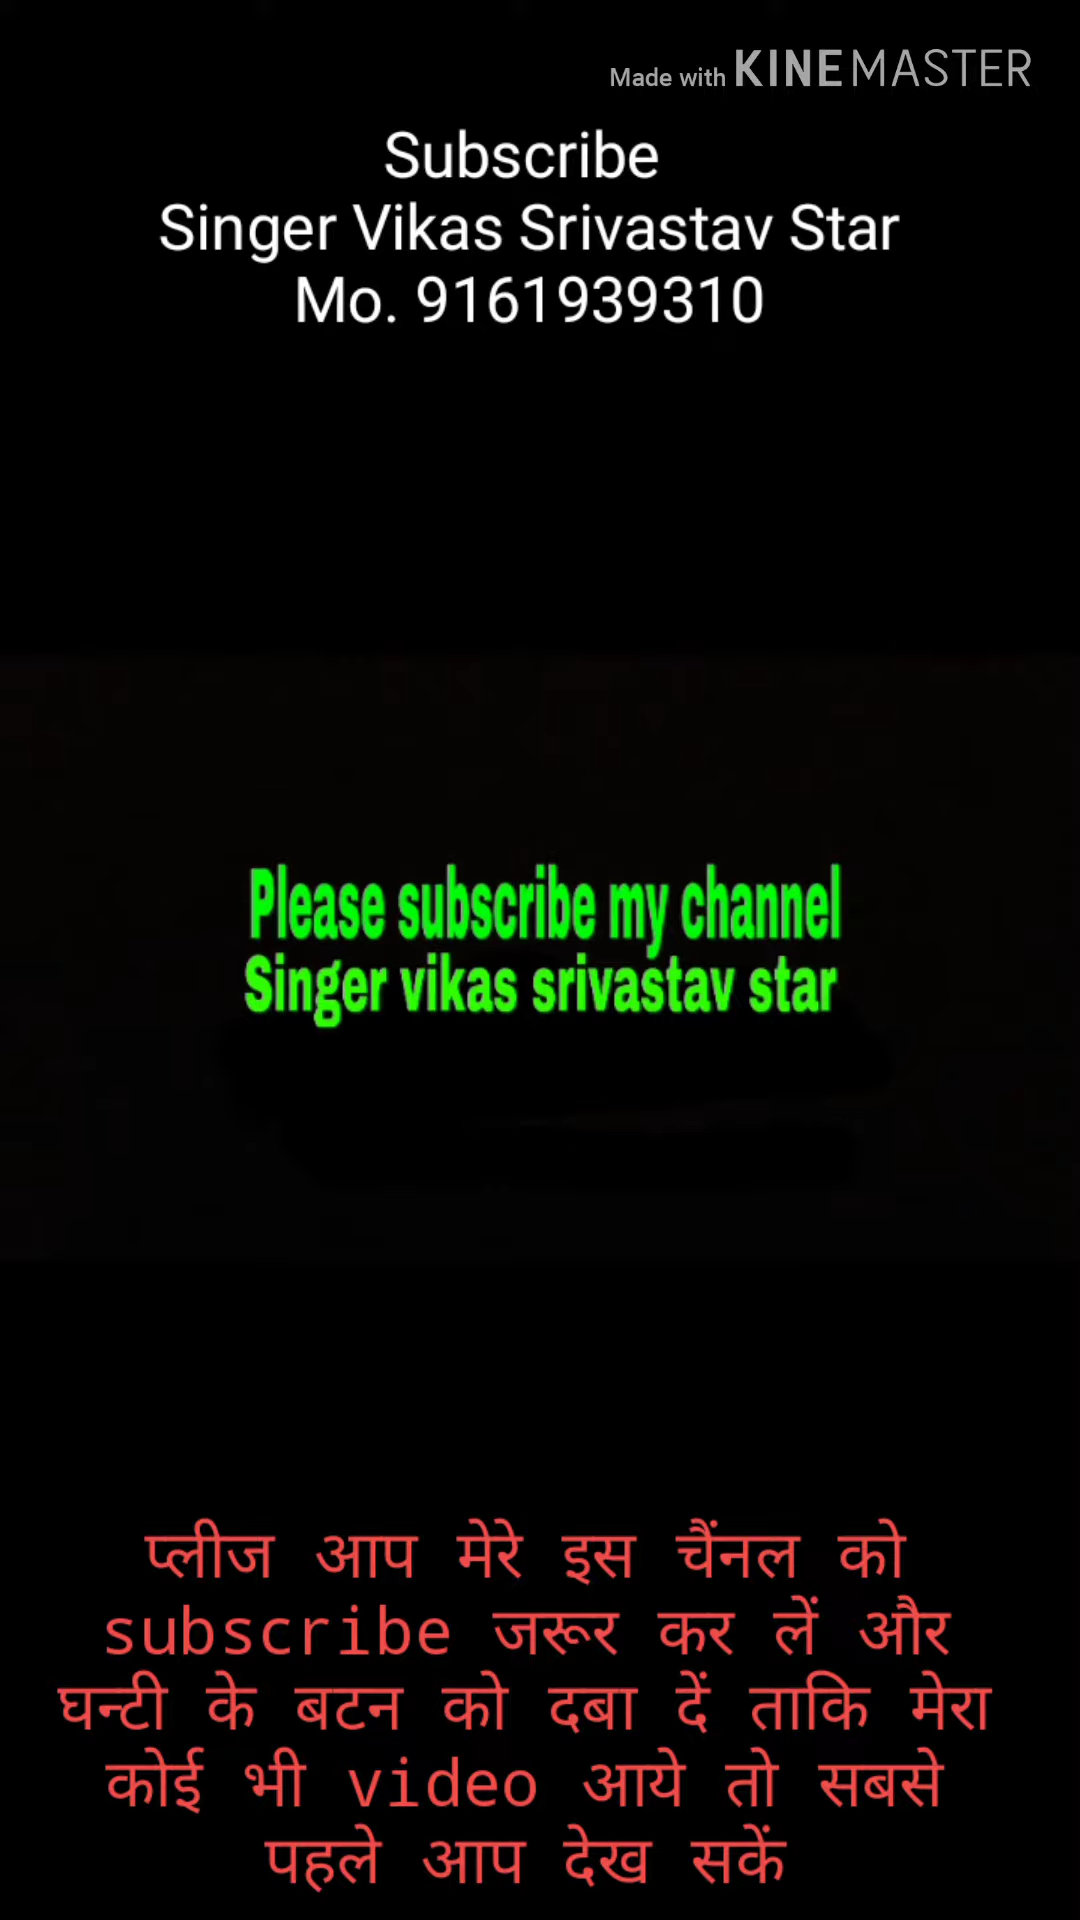 Made with KINEMASTER
Subscribe
Singer Vikas Srivastav Star
Mo. 9161939310
Please subscribe my channel
Singer vikas srivastav star
प्लीज आप मेरे इस चैंनल को
subscribe जरूर कर लें और
घन्टी के बटन को दबा दें ताकि मेरा
कोई भी video आये तो सबसे
पहले आप देख सकें